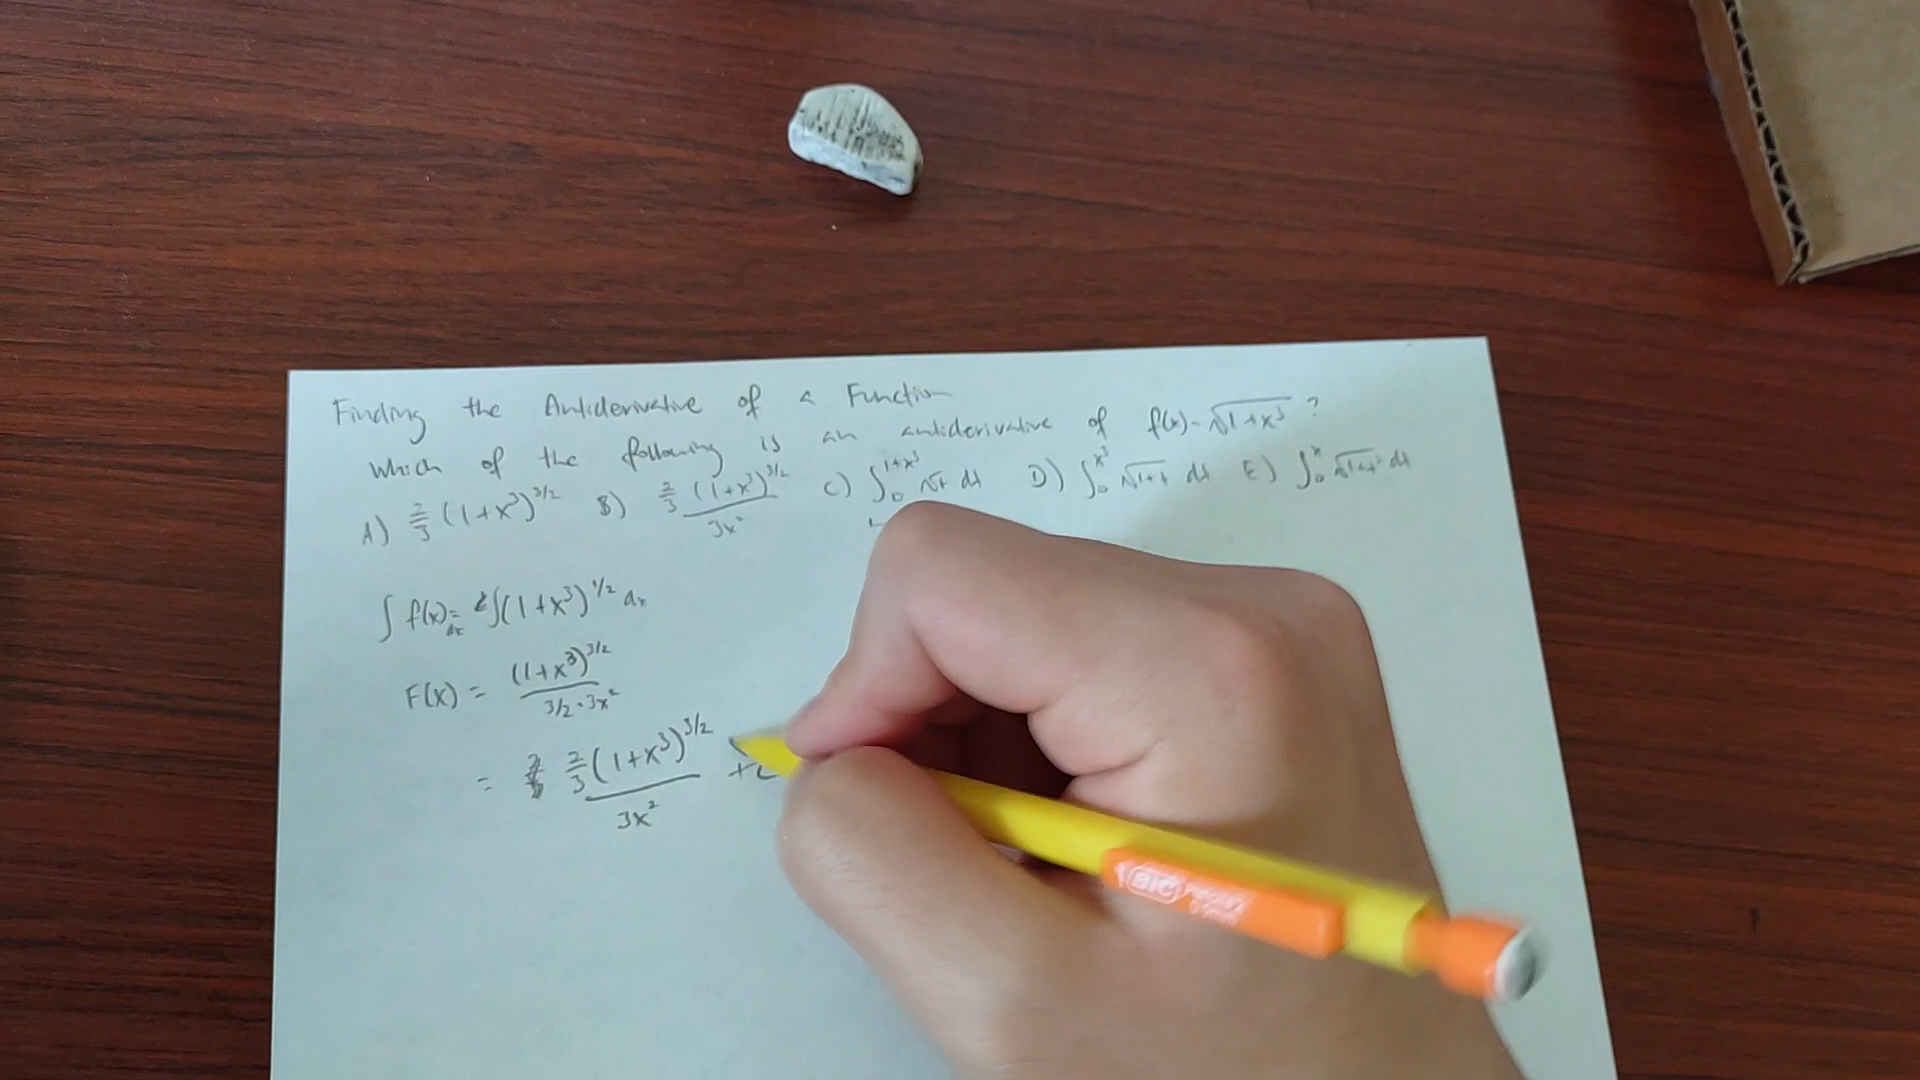 Finding the Antiderivative of a Function
Which of the following is an antiderivative of f(x)=√(1+x³) ?
A) 2/3 (1+x³)^3/2 B) 2/3 (1+x³)^3/2 / 3x² C) ∫₀^1+x³ √t dt D) ∫₀^x³ √(1+t) dt E) ∫₀^x √(1+t³) dt
∫ f(x) dx = ∫(1+x³)^1/2 dx
F(x) = (1+x³)^3/2 / 3/2 · 3x²
= 2/3 (1+x³)^3/2 / 3x² +C
BIC